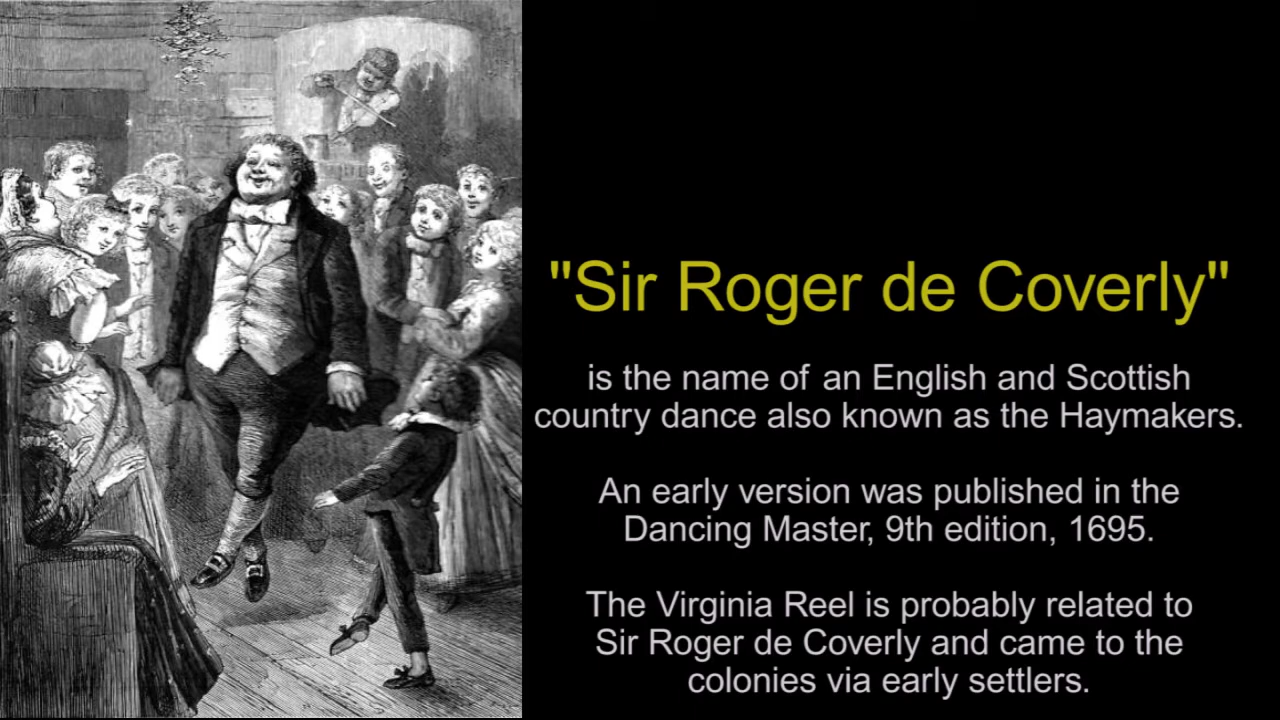 "Sir Roger de Coverly"
is the name of an English and Scottish
country dance also known as the Haymakers.
An early version was published in the
Dancing Master, 9th edition, 1695.
The Virginia Reel is probably related to
Sir Roger de Coverly and came to the
colonies via early settlers.